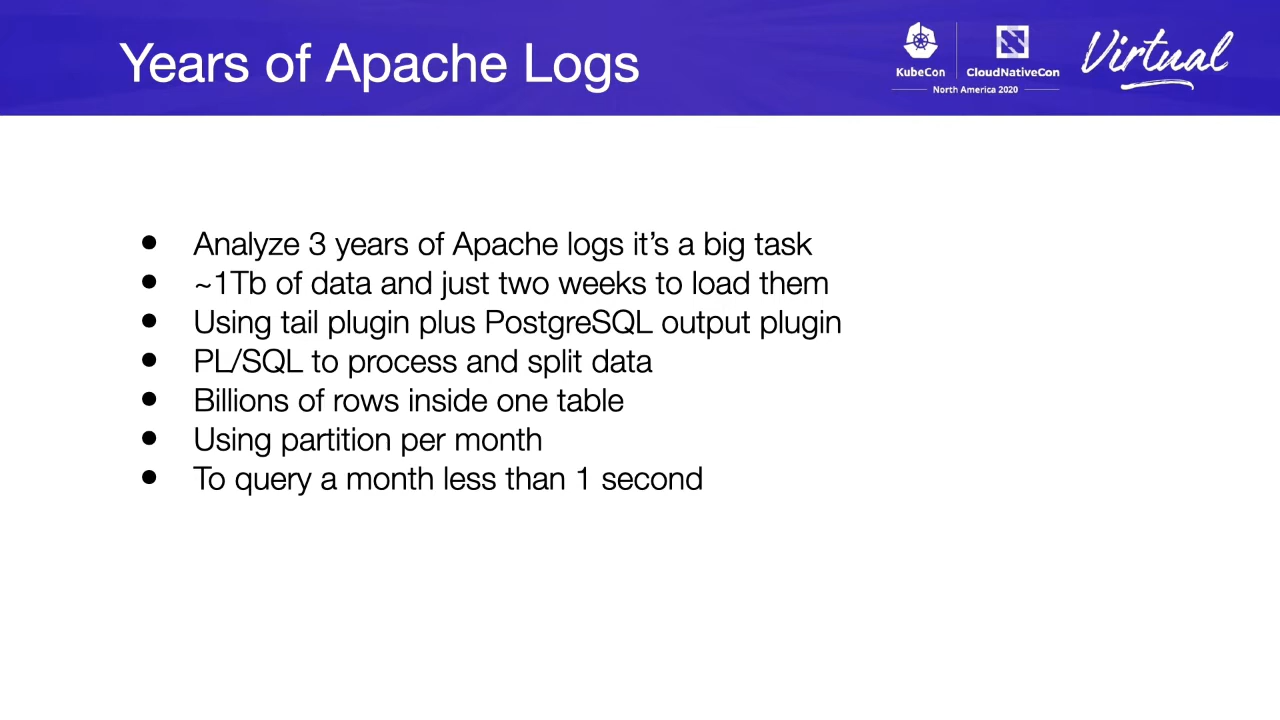 Years of Apache Logs
KubeCon
CloudNativeCon
North America 2020
Virtual
● Analyze 3 years of Apache logs it’s a big task
● ~1Tb of data and just two weeks to load them
● Using tail plugin plus PostgreSQL output plugin
● PL/SQL to process and split data
● Billions of rows inside one table
● Using partition per month
● To query a month less than 1 second